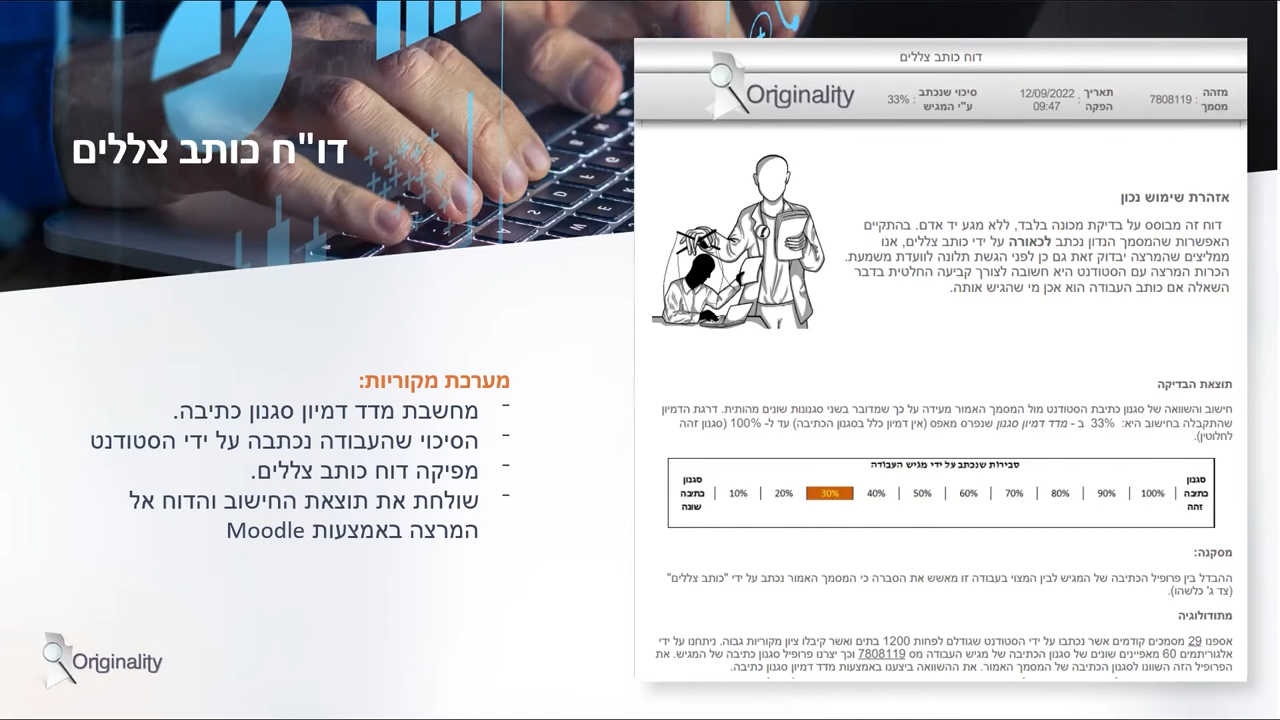 דו"ח כותב צללים
מערכת מקוריות:
- מחשבת מדד דמיון סגנון כתיבה.
- הסיכוי שהעבודה נכתבה על ידי הסטודנט
- מפיקה דוח כותב צללים.
- שולחת את תוצאת החישוב והדוח אל
המרצה באמצעות Moodle
Originality
דוח כותב צללים
מזהה מסמך : 7808119
תאריך הפקה : 12/09/2022 09:47
סיכוי שנכתב ע"י המגיש : 33%
Originality
אזהרת שימוש נכון
דוח זה מבוסס על בדיקת מכונה בלבד, ללא מגע יד אדם. בהתקיים
האפשרות שהמסמך הנדון נכתב לכאורה על ידי כותב צללים, אנו
ממליצים שהמרצה יבדוק זאת גם כן לפני הגשת תלונה לוועדת משמעת.
הכרות המרצה עם הסטודנט היא חשובה לצורך קביעה החלטית בדבר
השאלה אם כותב העבודה הוא אכן מי שהגיש אותה.
תוצאת הבדיקה
חישוב והשוואה של סגנון כתיבת הסטודנט מול המסמך האמור מעידה על כך שמדובר בשני סגנונות שונים מהותית. דרגת הדמיון
שהתקבלה בחישוב היא: 33% ב - מדד דמיון סגנון שנפרס מאפס (אין דמיון כלל בסגנון הכתיבה) עד ל- 100% (סגנון זהה
לחלוטין).
סבירות שנכתב על ידי מגיש העבודה
סגנון כתיבה שונה | 10% | 20% | 30% | 40% | 50% | 60% | 70% | 80% | 90% | 100% | סגנון כתיבה זהה
מסקנה:
ההבדל בין פרופיל הכתיבה של המגיש לבין המצוי בעבודה זו מאשש את הסברה כי המסמך האמור נכתב על ידי "כותב צללים"
(צד ג' כלשהו).
מתודולוגיה
אספנו 29 מסמכים קודמים אשר נכתבו על ידי הסטודנט שגודלם לפחות 1200 בתים ואשר קיבלו ציון מקוריות גבוה. ניתחנו על ידי
אלגוריתמים 60 מאפיינים שונים של סגנון הכתיבה של מגיש העבודה מס 7808119 וכך יצרנו פרופיל סגנון כתיבה של המגיש. את
הפרופיל הזה השוונו לסגנון הכתיבה של המסמך האמור. את ההשוואה ביצענו באמצעות מדד דמיון סגנון כתיבה.